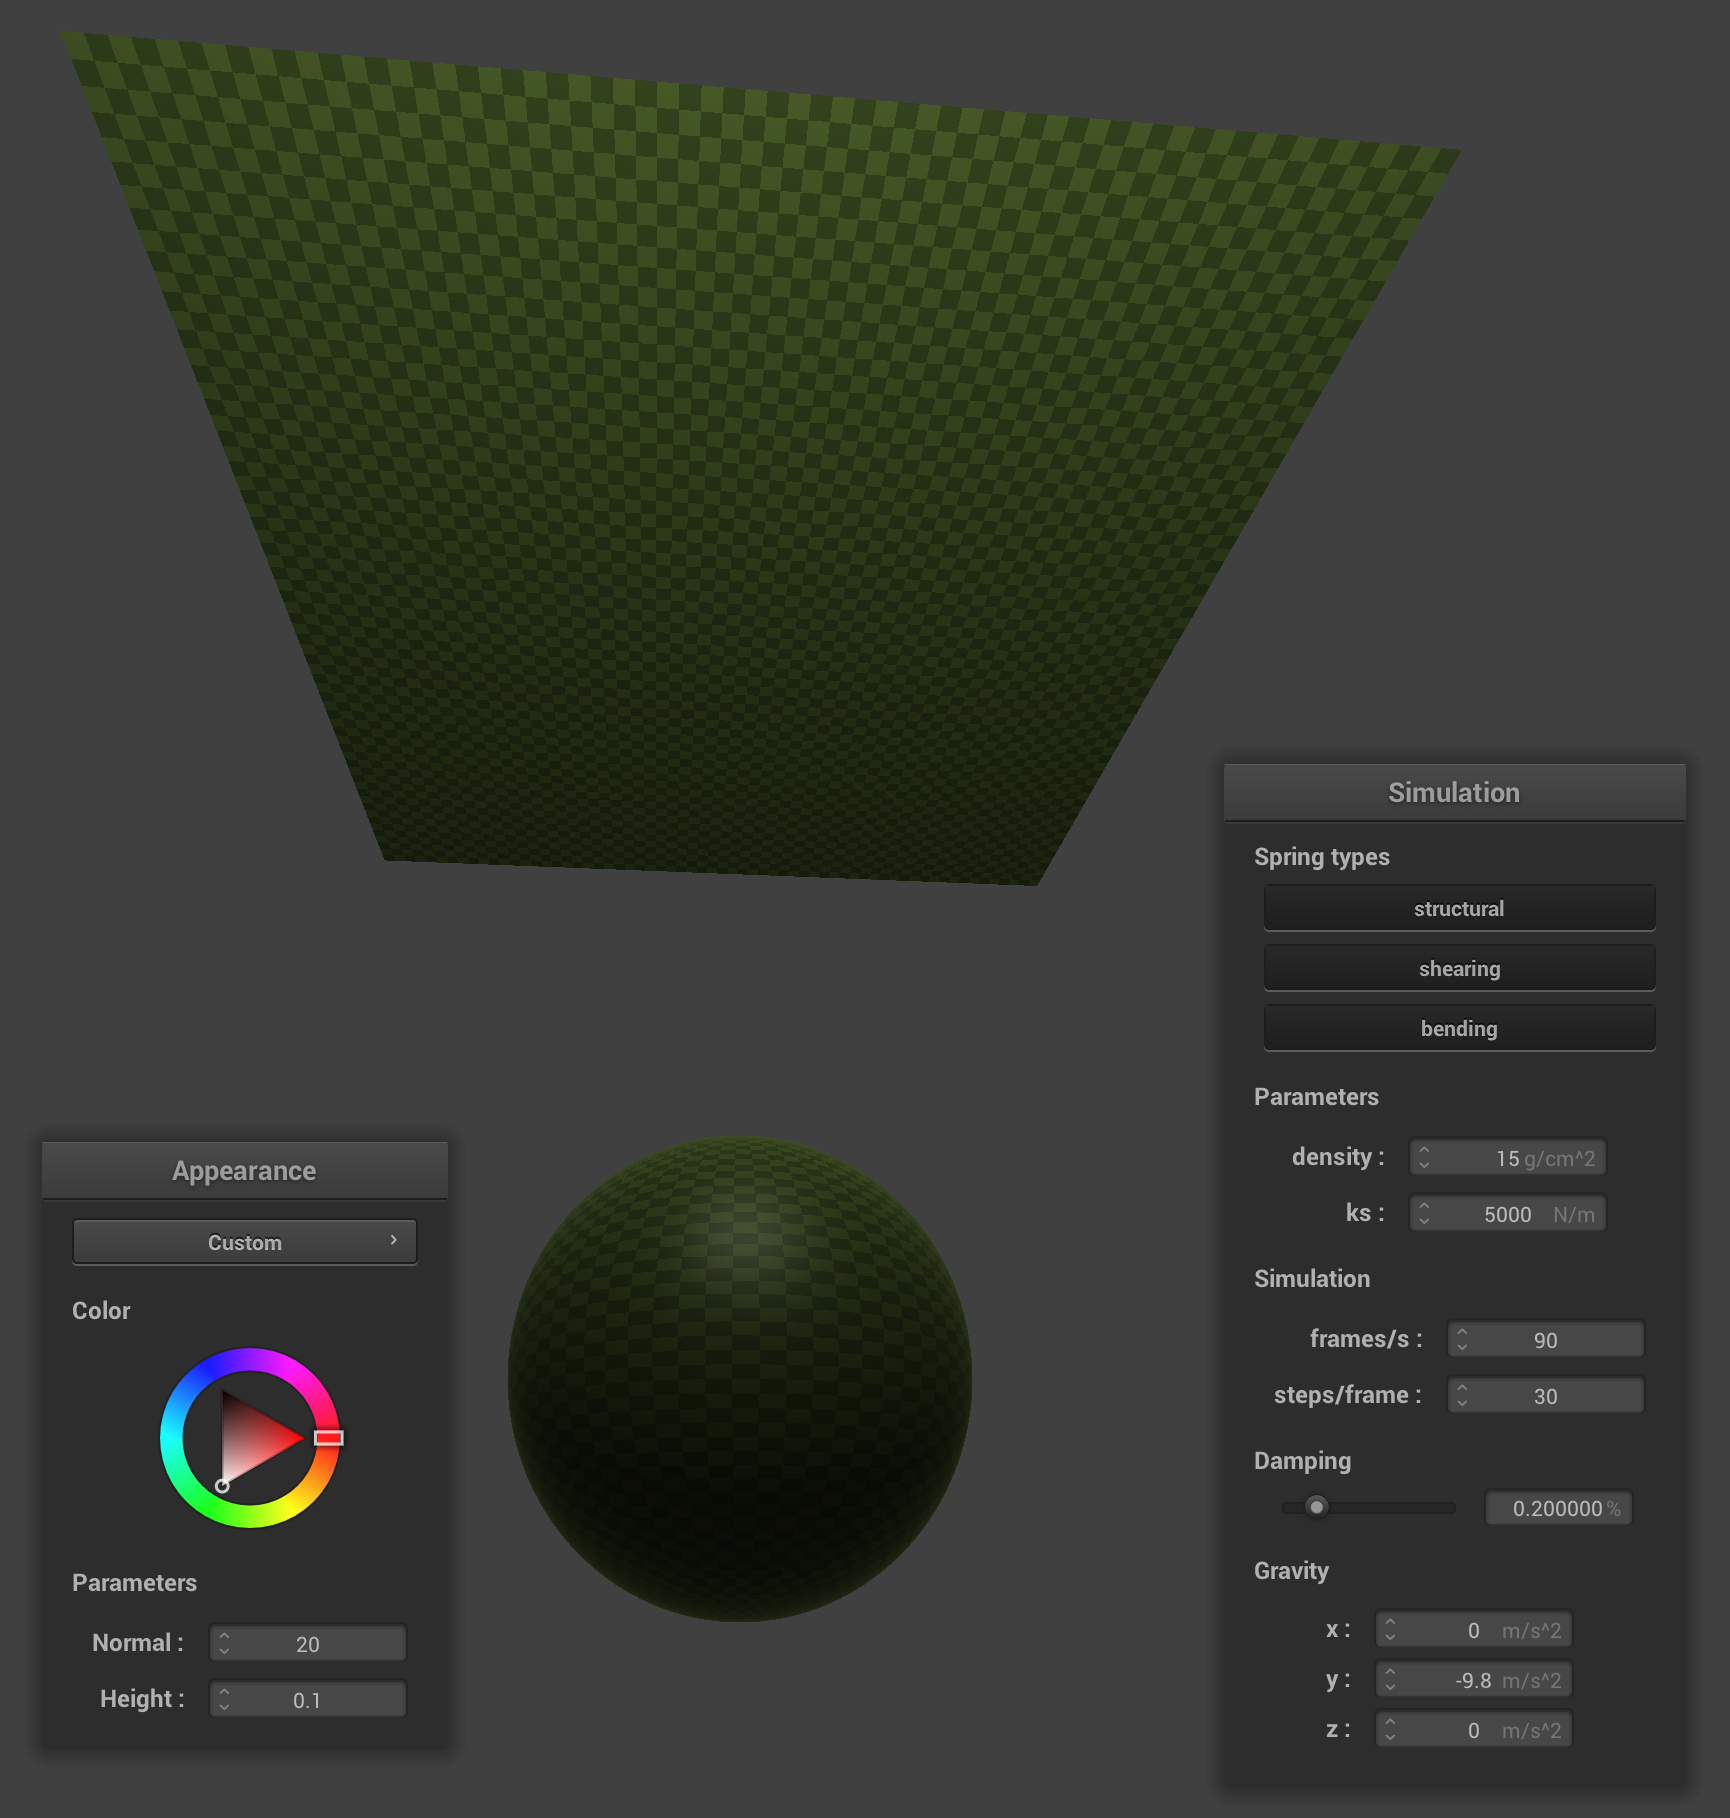 Simulation
Spring types
structural
shearing
bending
Parameters
density : 15 g/cm^2
ks : 5000 N/m
Simulation
frames/s : 90
steps/frame : 30
Damping
0.200000 %
Gravity
x : 0 m/s^2
y : -9.8 m/s^2
z : 0 m/s^2
Appearance
Custom
Color
Parameters
Normal : 20
Height : 0.1